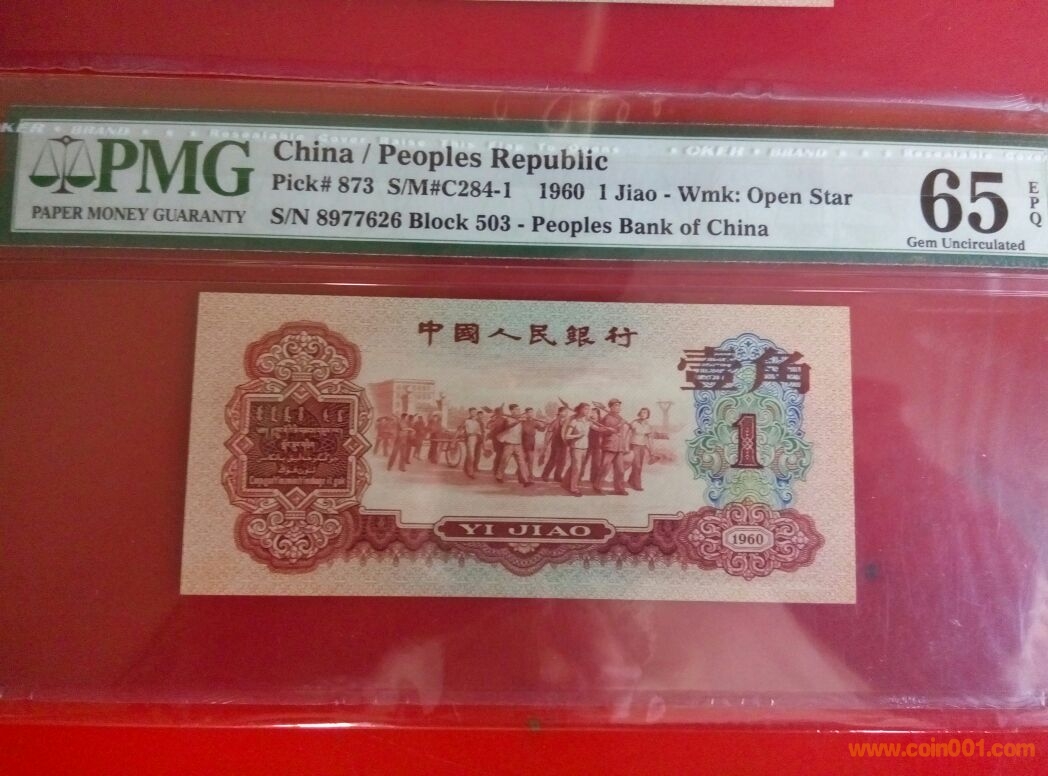 PMG
PAPER MONEY GUARANTY
China / Peoples Republic
Pick# 873 S/M#C284-1 1960 1 Jiao - Wmk: Open Star
S/N 8977626 Block 503 - Peoples Bank of China
65
EPQ
Gem Uncirculated
中國人民銀行
壹角
1
YI JIAO
1960
www.coin001.com